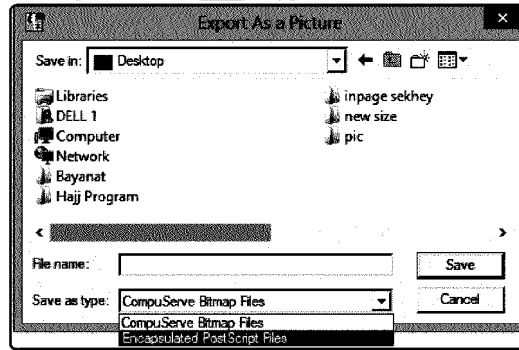 Export As a Picture
Save in: Desktop
Libraries
DELL 1
Computer
Network
Bayanat
Hajj Program
inpage sekhey
new size
pic
File name:
Save
Save as type: CompuServe Bitmap Files
Cancel
CompuServe Bitmap Files
Encapsulated PostScript Files